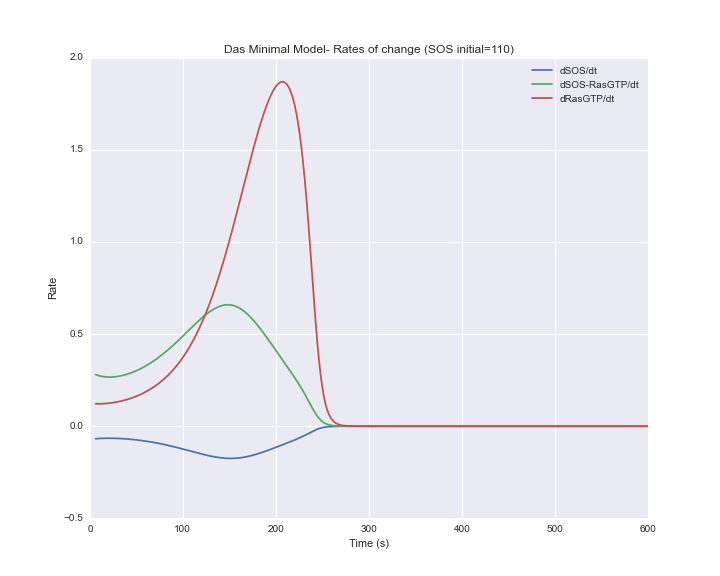 Das Minimal Model- Rates of change (SOS initial=110)
2.0
1.5
1.0
0.5
0.0
−0.5
Rate
dSOS/dt
dSOS-RasGTP/dt
dRasGTP/dt
0 100 200 300 400 500 600
Time (s)